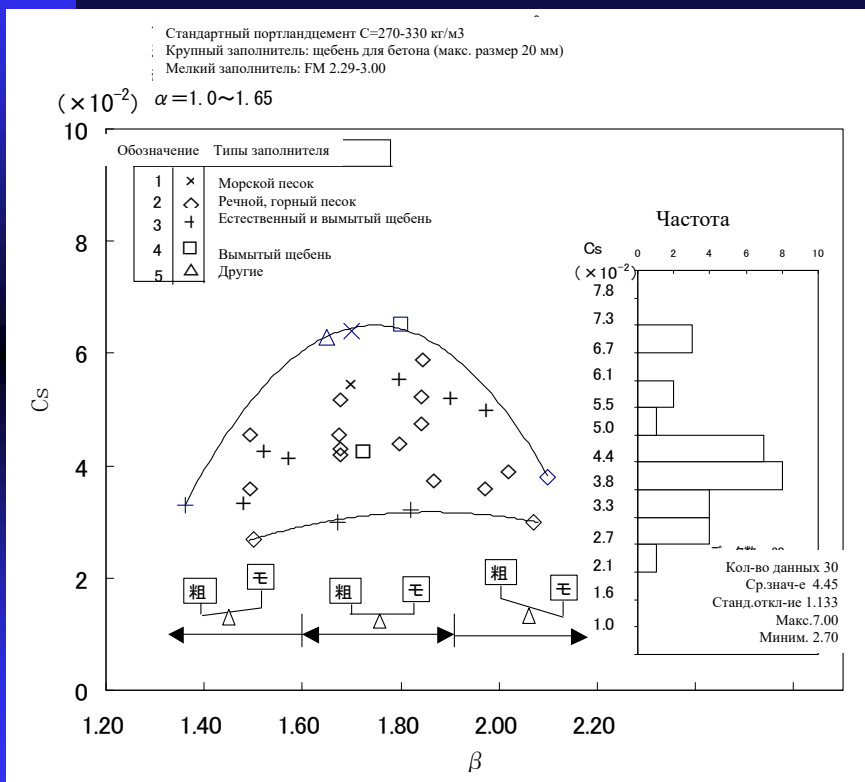 Стандартный портландцемент С=270-330 кг/м3
Крупный заполнитель: щебень для бетона (макс. размер 20 мм)
Мелкий заполнитель: FM 2.29-3.00
(×10⁻²) α=1.0～1.65
10
8
6
4
2
0
Cs
Обозначение Типы заполнителя
1 × Морской песок
2 ◇ Речной, горный песок
3 + Естественный и вымытый щебень
4 □ Вымытый щебень
5 △ Другие
粗 モ
粗 モ
粗 モ
1.20 1.40 1.60 1.80 2.00 2.20
β
Частота
Cs
(×10⁻²)
0 2 4 6 8 10
7.8
7.3
6.7
6.1
5.5
5.0
4.4
3.8
3.3
2.7
2.1
1.6
1.0
Кол-во данных 30
Ср.знач-е 4.45
Станд.откл-ие 1.133
Макс.7.00
Миним. 2.70